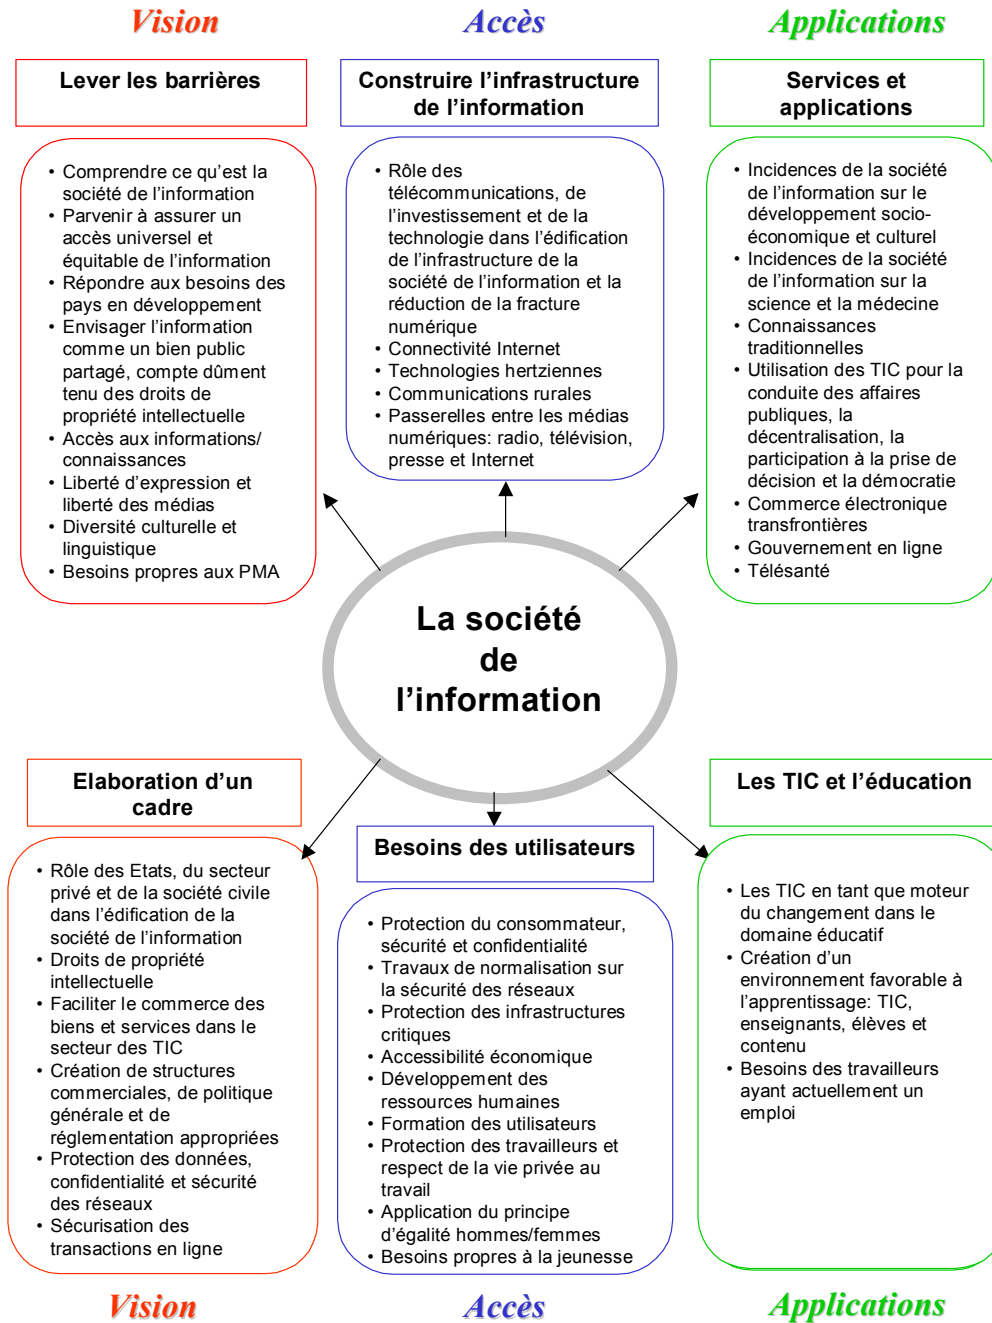 Vision
Accès
Applications
Lever les barrières
Construire l'infrastructure
de l'information
Services et
applications
• Comprendre ce qu'est la
société de l'information
• Parvenir à assurer un
accès universel et
équitable de l'information
• Répondre aux besoins des
pays en développement
• Envisager l'information
comme un bien public
partagé, compte dûment
tenu des droits de
propriété intellectuelle
• Accès aux informations/
connaissances
• Liberté d'expression et
liberté des médias
• Diversité culturelle et
linguistique
• Besoins propres aux PMA
• Rôle des
télécommunications, de
l'investissement et de la
technologie dans l'édification
de l'infrastructure de la
société de l'information et la
réduction de la fracture
numérique
• Connectivité Internet
• Technologies hertziennes
• Communications rurales
• Passerelles entre les médias
numériques: radio, télévision,
presse et Internet
• Incidences de la société
de l'information sur le
développement socio-
économique et culturel
• Incidences de la société
de l'information sur la
science et la médecine
• Connaissances
traditionnelles
• Utilisation des TIC pour la
conduite des affaires
publiques, la
décentralisation, la
participation à la prise de
décision et la démocratie
• Commerce électronique
transfrontières
• Gouvernement en ligne
• Télésanté
La société
de
l'information
Elaboration d'un
cadre
Besoins des utilisateurs
Les TIC et l'éducation
• Rôle des Etats, du secteur
privé et de la société civile
dans l'édification de la
société de l'information
• Droits de propriété
intellectuelle
• Faciliter le commerce des
biens et services dans le
secteur des TIC
• Création de structures
commerciales, de politique
générale et de
réglementation appropriées
• Protection des données,
confidentialité et sécurité
des réseaux
• Sécurisation des
transactions en ligne
• Protection du consommateur,
sécurité et confidentialité
• Travaux de normalisation sur
la sécurité des réseaux
• Protection des infrastructures
critiques
• Accessibilité économique
• Développement des
ressources humaines
• Formation des utilisateurs
• Protection des travailleurs et
respect de la vie privée au
travail
• Application du principe
d'égalité hommes/femmes
• Besoins propres à la jeunesse
• Les TIC en tant que moteur
du changement dans le
domaine éducatif
• Création d'un
environnement favorable à
l'apprentissage: TIC,
enseignants, élèves et
contenu
• Besoins des travailleurs
ayant actuellement un
emploi
Vision
Accès
Applications